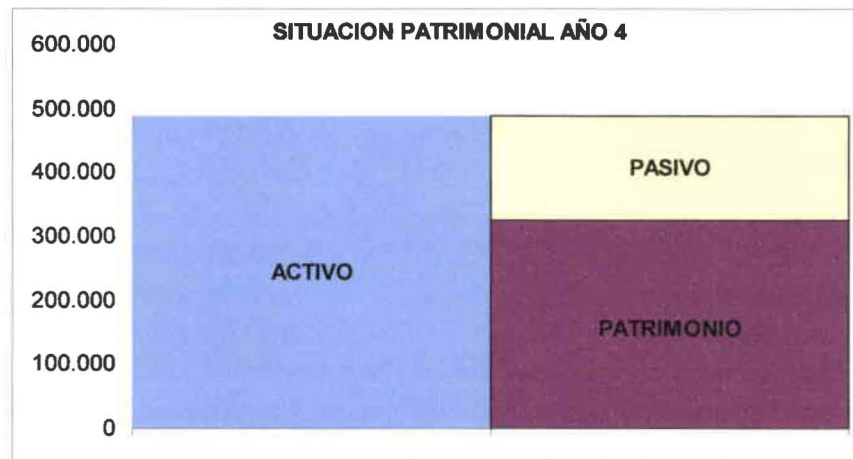 SITUACION PATRIMONIAL AÑO 4
600.000
500.000
400.000
300.000
200.000
100.000
0
ACTIVO
PASIVO
PATRIMONIO